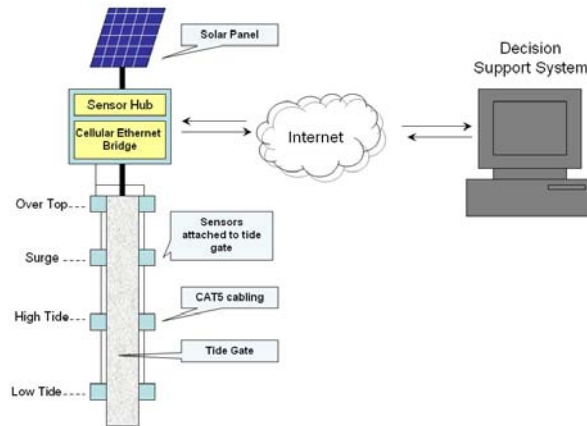 Solar Panel
Decision
Support System
Sensor Hub
Cellular Ethernet
Bridge
Internet
Over Top
Sensors
attached to tide
gate
Surge
CAT5 cabling
High Tide
Tide Gate
Low Tide